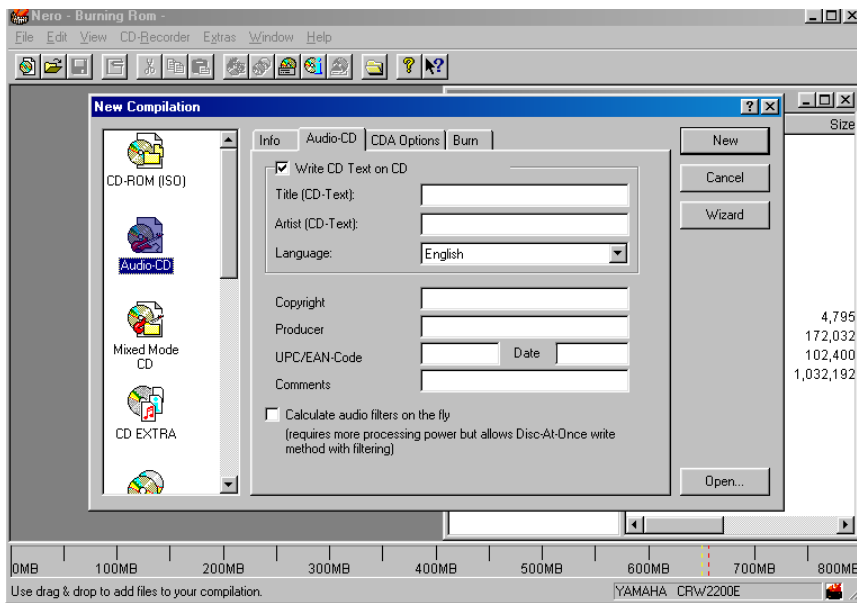 Nero - Burning Rom -
File Edit View CD-Recorder Extras Window Help
Size
New Compilation
CD-ROM (ISO)
Audio-CD
Mixed Mode
CD
CD EXTRA
Info Audio-CD CDA Options Burn
Write CD Text on CD
Title (CD-Text):
Artist (CD-Text):
Language: English
Copyright
Producer
UPC/EAN-Code Date
Comments
Calculate audio filters on the fly
(requires more processing power but allows Disc-At-Once write
method with filtering)
New
Cancel
Wizard
Open...
4,795
172,032
102,400
1,032,192
0MB 100MB 200MB 300MB 400MB 500MB 600MB 700MB 800MB
Use drag & drop to add files to your compilation. YAMAHA CRW2200E